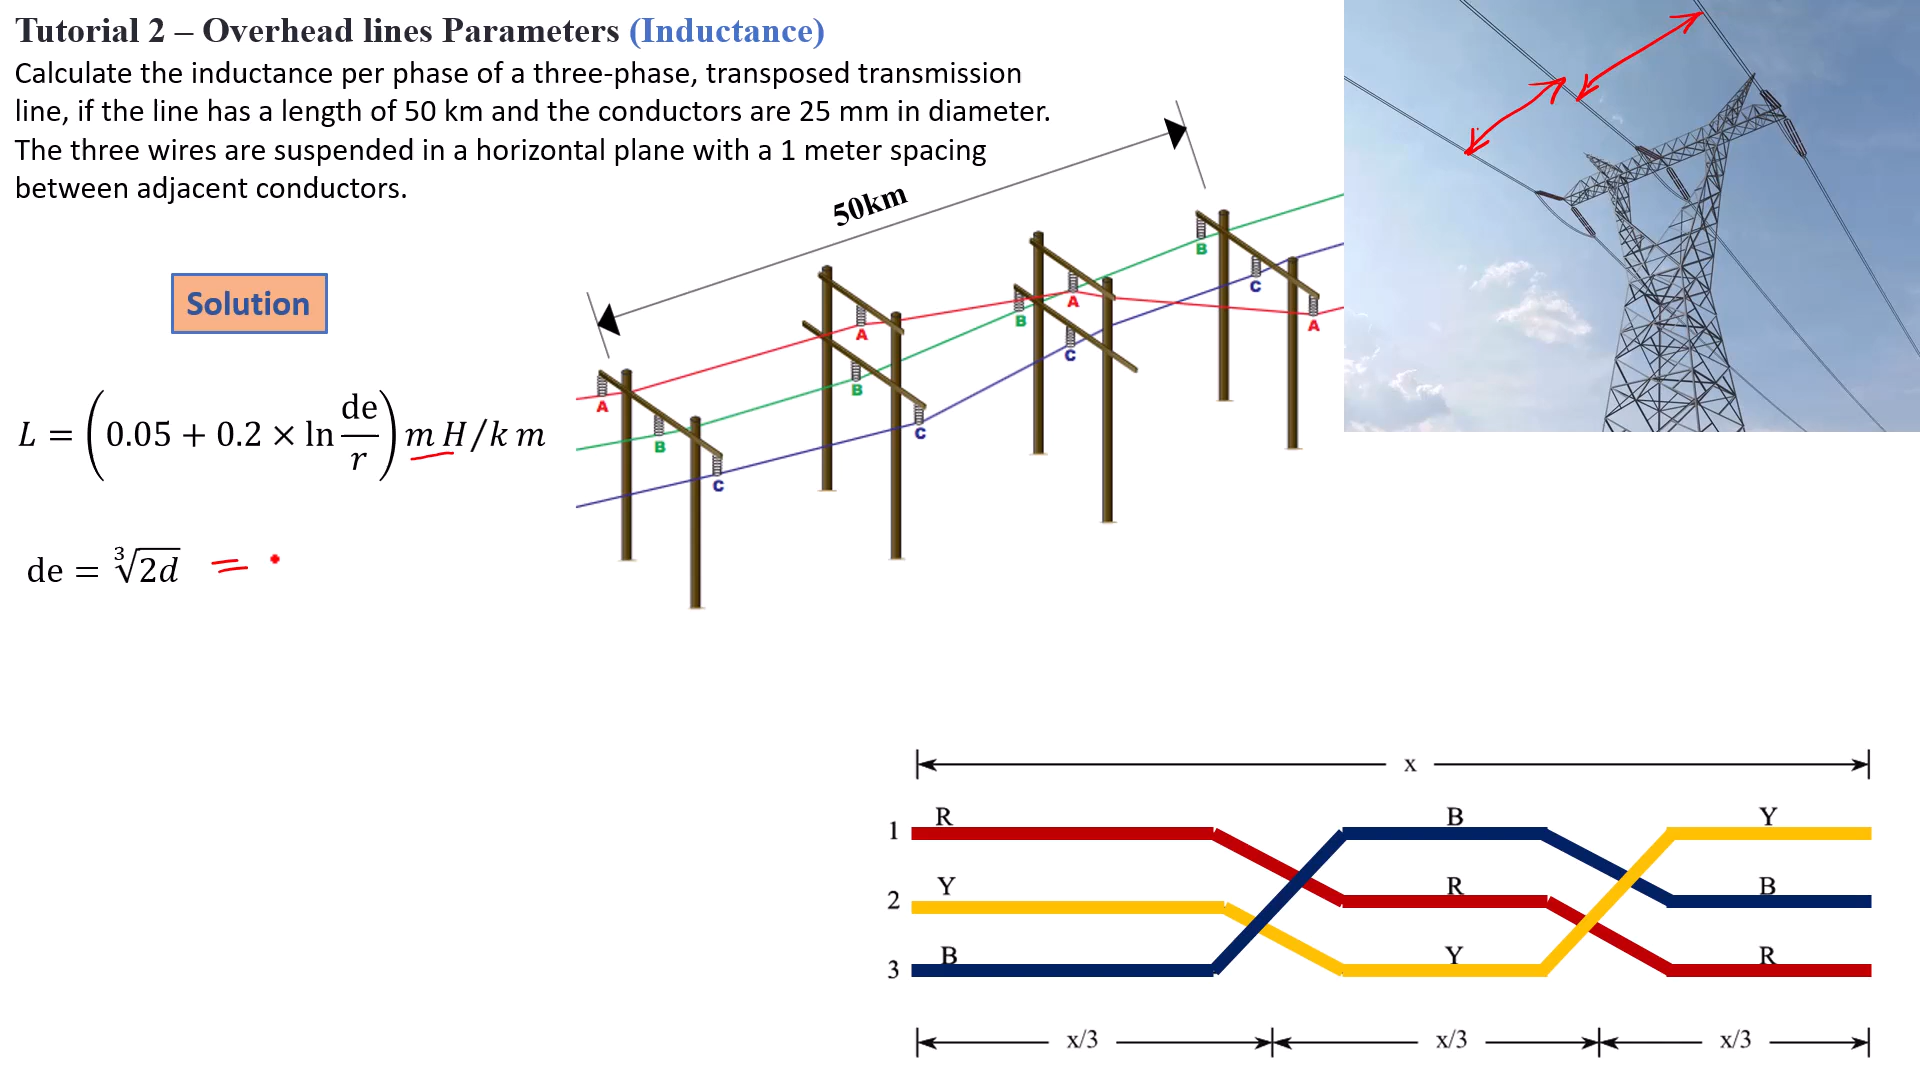 Tutorial 2 – Overhead lines Parameters (Inductance)
Calculate the inductance per phase of a three-phase, transposed transmission
line, if the line has a length of 50 km and the conductors are 25 mm in diameter.
The three wires are suspended in a horizontal plane with a 1 meter spacing
between adjacent conductors.
50km
Solution
L = (0.05 + 0.2 × ln de/r) m H/k m
de = ∛2d =
A
B
C
A
B
C
B
A
C
B
C
A
x
1 R B Y
2 Y R B
3 B Y R
x/3 x/3 x/3